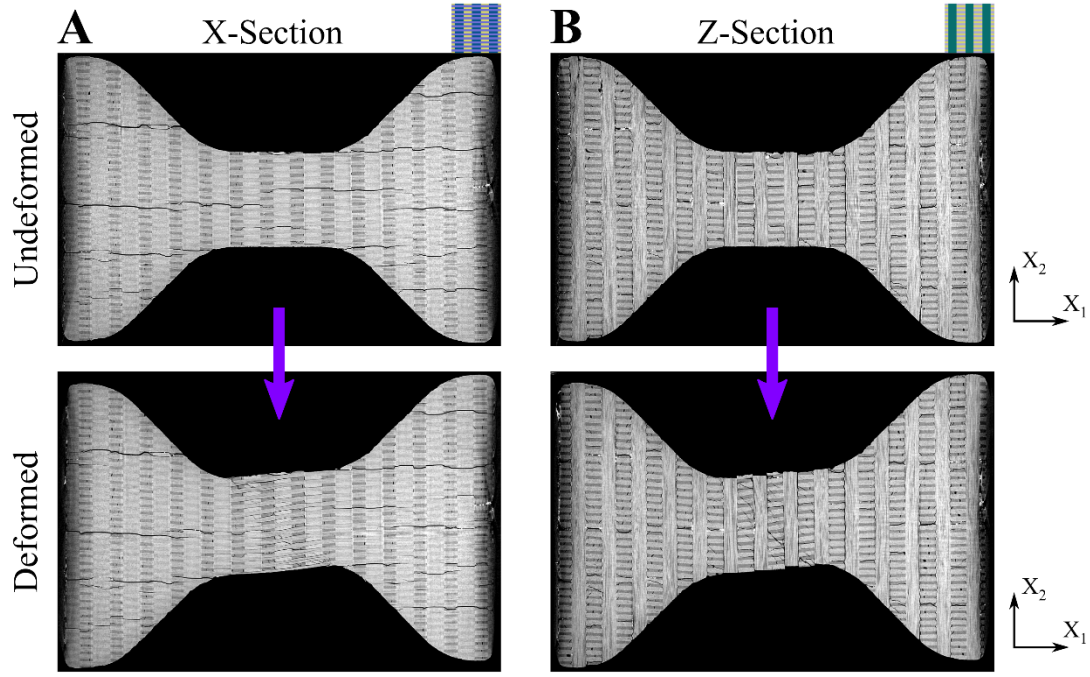 A
X-Section
B
Z-Section
Undeformed
X2
X1
Deformed
X2
X1